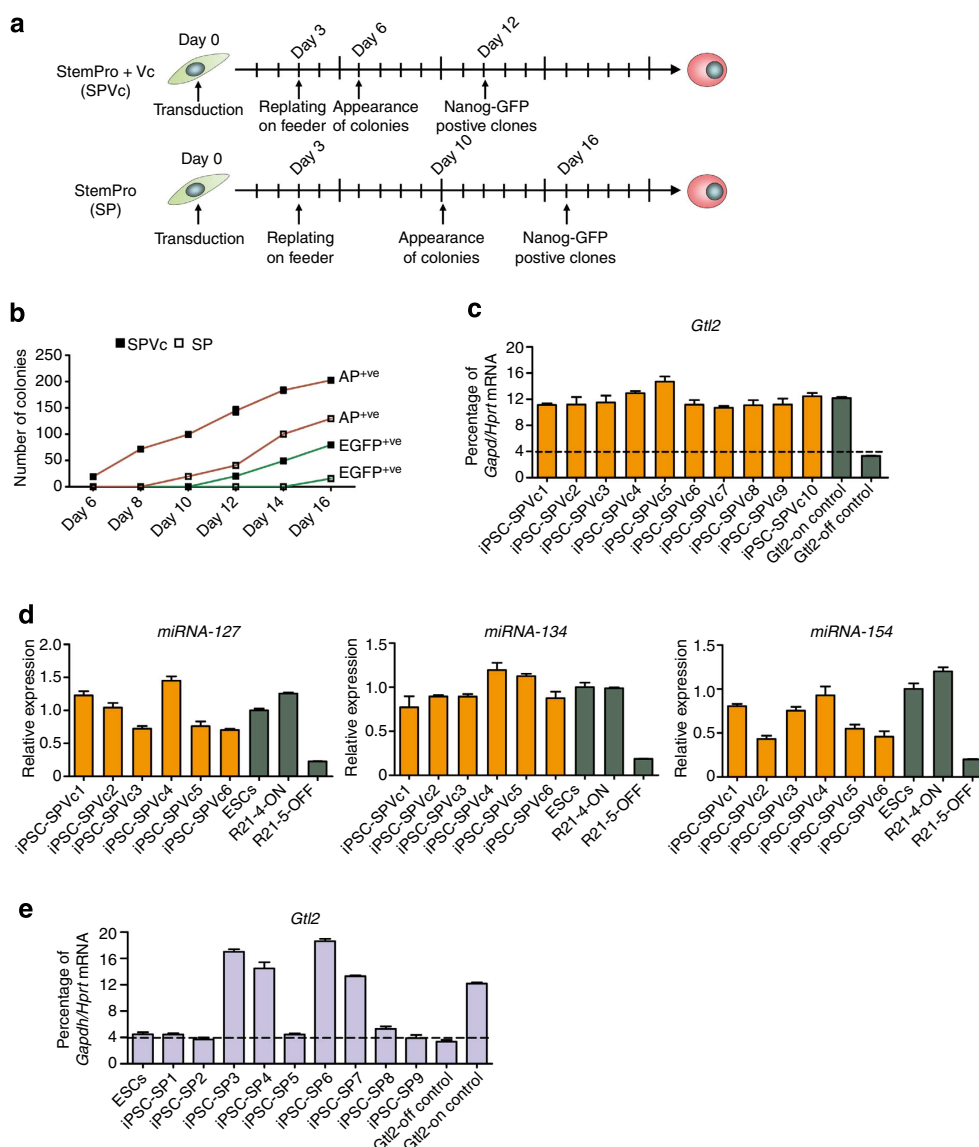 a
Day 0
Day 3
Day 6
Day 12
StemPro + Vc
(SPVc)
Transduction
Replating
on feeder
Appearance
of colonies
Nanog-GFP
postive clones
Day 0
Day 3
Day 10
Day 16
StemPro
(SP)
Transduction
Replating
on feeder
Appearance
of colonies
Nanog-GFP
postive clones
b
SPVc SP
Number of colonies
250
200
150
100
50
0
AP+ve
AP+ve
EGFP+ve
EGFP+ve
Day 6
Day 8
Day 10
Day 12
Day 14
Day 16
c
Gtl2
Percentage of
Gapd/Hprt mRNA
20
16
12
8
4
0
iPSC-SPVc1
iPSC-SPVc2
iPSC-SPVc3
iPSC-SPVc4
iPSC-SPVc5
iPSC-SPVc6
iPSC-SPVc7
iPSC-SPVc8
iPSC-SPVc9
iPSC-SPVc10
Gtl2-on control
Gtl2-off control
d
miRNA-127
Relative expression
2.0
1.5
1.0
0.5
0
iPSC-SPVc1
iPSC-SPVc2
iPSC-SPVc3
iPSC-SPVc4
iPSC-SPVc5
iPSC-SPVc6
ESCs
R21-4-ON
R21-5-OFF
miRNA-134
Relative expression
1.5
1.0
0.5
0
iPSC-SPVc1
iPSC-SPVc2
iPSC-SPVc3
iPSC-SPVc4
iPSC-SPVc5
iPSC-SPVc6
ESCs
R21-4-ON
R21-5-OFF
miRNA-154
Relative expression
1.5
1.0
0.5
0
iPSC-SPVc1
iPSC-SPVc2
iPSC-SPVc3
iPSC-SPVc4
iPSC-SPVc5
iPSC-SPVc6
ESCs
R21-4-ON
R21-5-OFF
e
Gtl2
Percentage of
Gapdh/Hprt mRNA
20
16
12
8
4
0
ESCs
iPSC-SP1
iPSC-SP2
iPSC-SP3
iPSC-SP4
iPSC-SP5
iPSC-SP6
iPSC-SP7
iPSC-SP8
iPSC-SP9
Gtl2-off control
Gtl2-on control